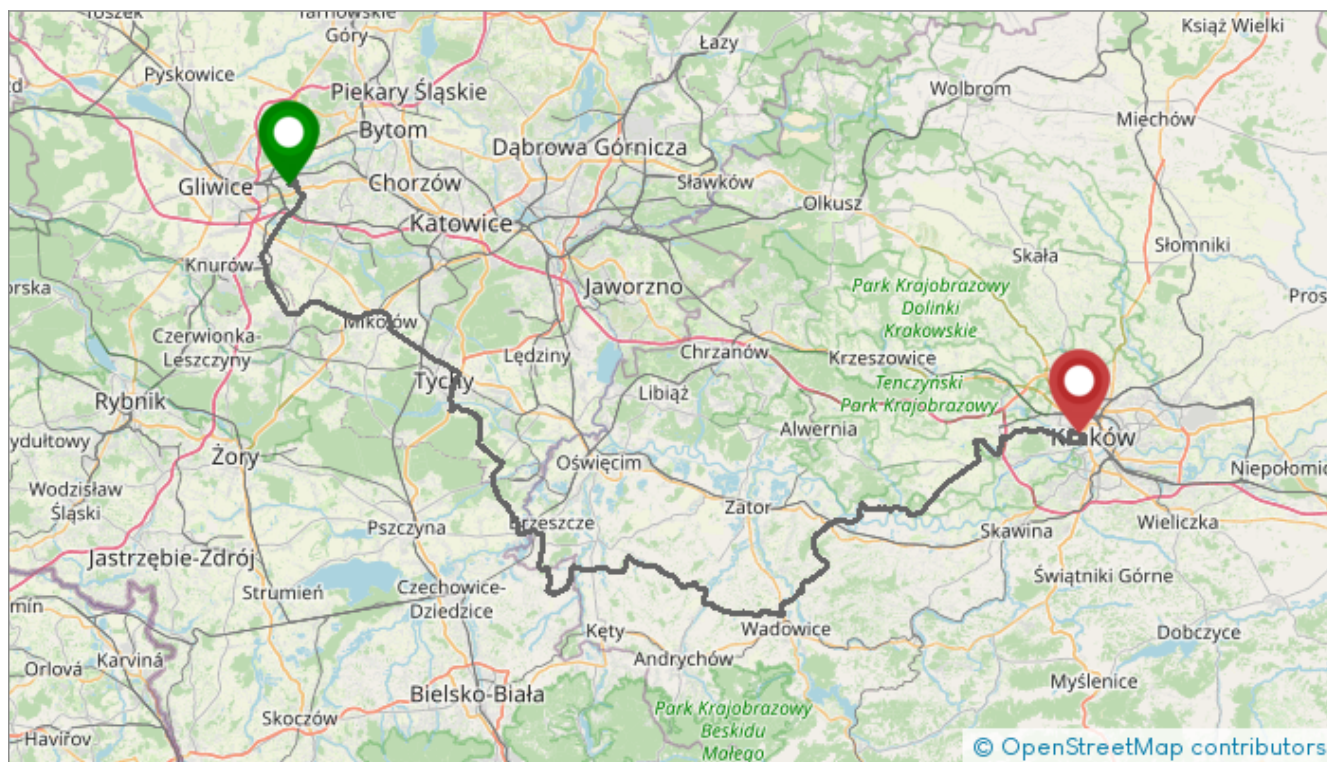 Toszek
Tarnowskie
Góry
Łazy
Książ Wielki
Pyskowice
Piekary Śląskie
Wolbrom
Miechów
Bytom
Dąbrowa Górnicza
Gliwice
Chorzów
Sławków
Olkusz
Katowice
Słomniki
Skała
Knurów
Jaworzno
Park Krajobrazowy
Dolinki
Krakowskie
Mikołów
Czerwionka-
Leszczyny
Lędziny
Chrzanów
Krzeszowice
Tychy
Libiąż
Tenczyński
Park Krajobrazowy
Rybnik
Alwernia
Kraków
Żory
Oświęcim
Niepołomic
Wodzisław
Śląski
Zator
Pszczyna
Brzeszcze
Skawina
Wieliczka
Jastrzębie-Zdrój
Strumień
Czechowice-
Dziedzice
Świątniki Górne
Kęty
Wadowice
Dobczyce
Orlová
Karviná
Andrychów
Bielsko-Biała
Myślenice
Skoczów
Park Krajobrazowy
Beskidu
Małego
Havířov
© OpenStreetMap contributors